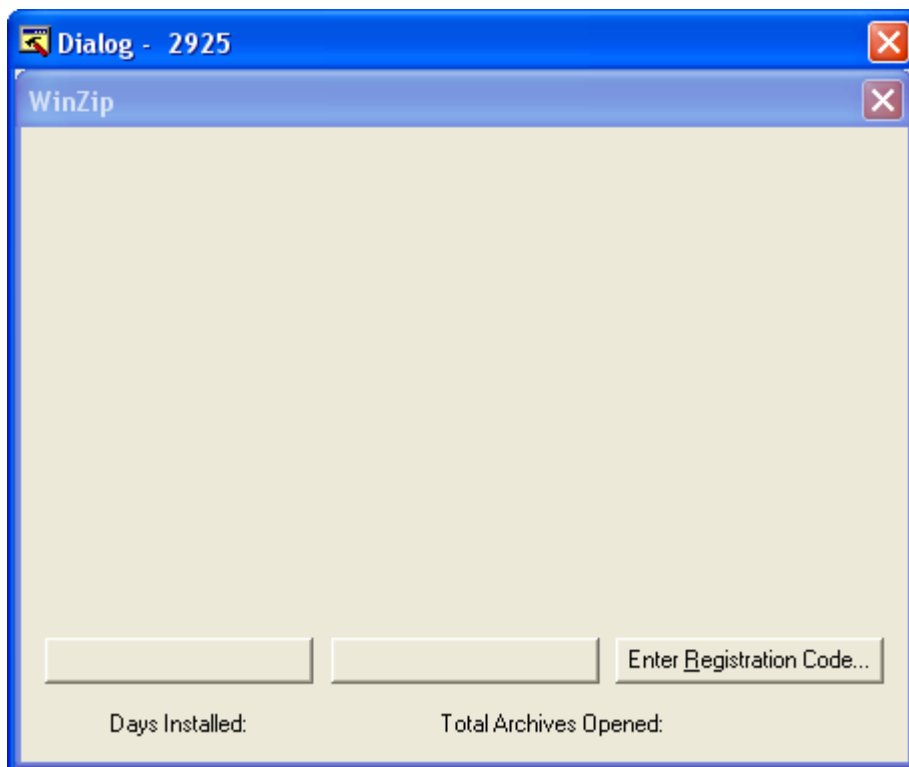 Dialog - 2925
WinZip
Enter Registration Code...
Days Installed: Total Archives Opened: